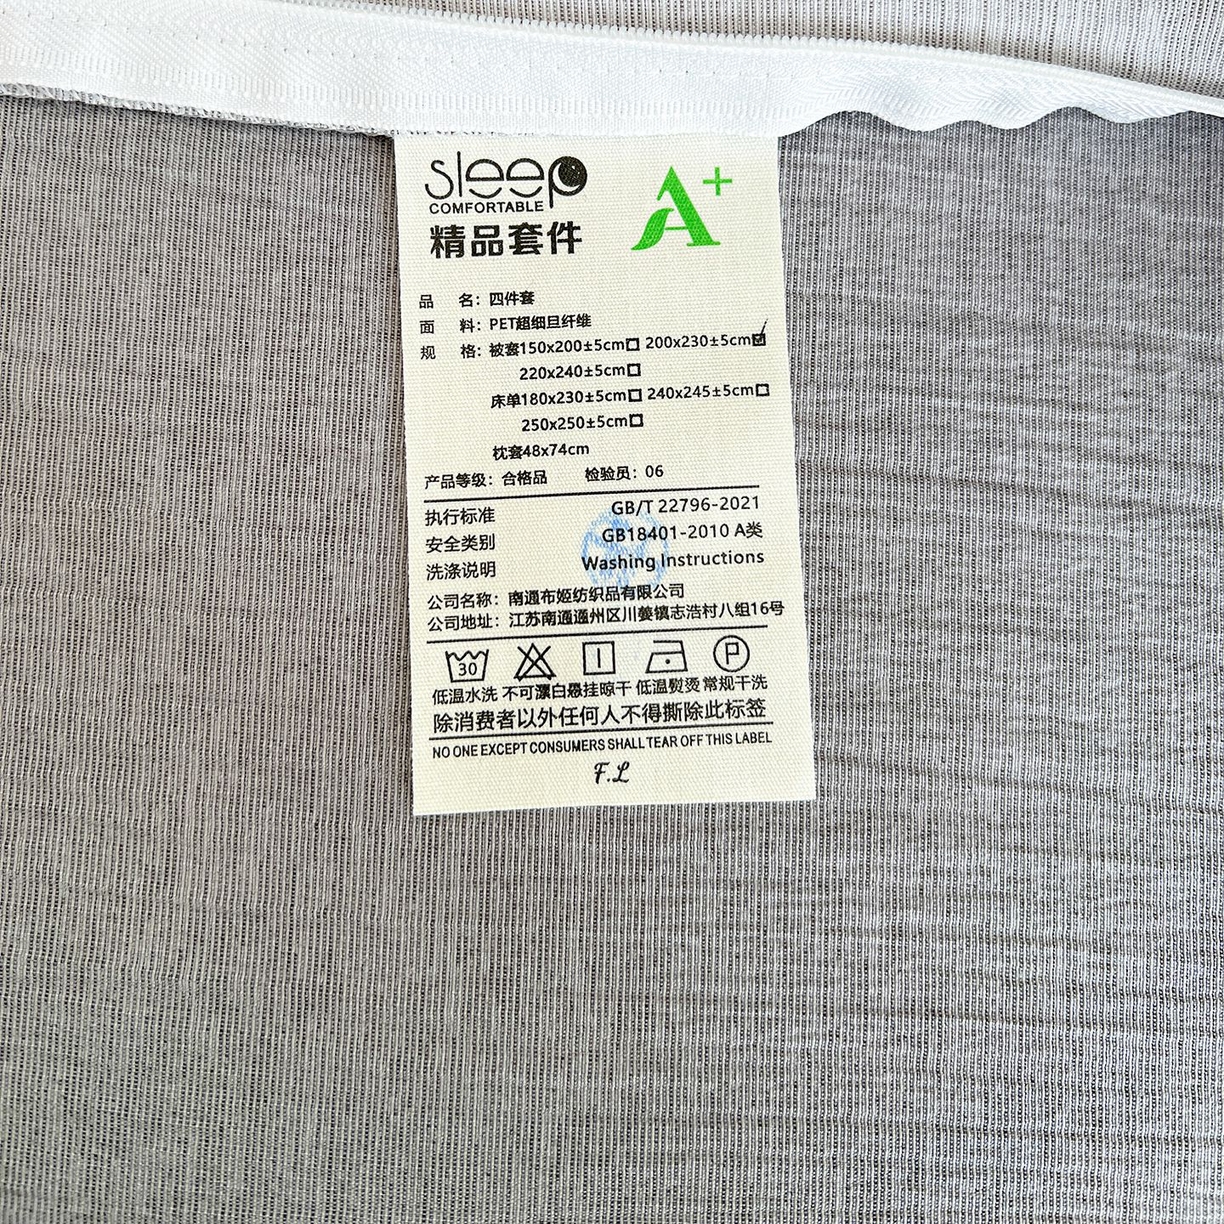 sleep
COMFORTABLE
精品套件
A+
品 名：四件套
面 料：PET超细旦纤维
规 格：被套150x200±5cm□ 200x230±5cm☑
220x240±5cm□
床单180x230±5cm□ 240x245±5cm□
250x250±5cm□
枕套48x74cm
产品等级：合格品 检验员：06
执行标准 GB/T 22796-2021
安全类别 GB18401-2010 A类
洗涤说明 Washing Instructions
公司名称：南通布姬纺织品有限公司
公司地址：江苏南通通州区川姜镇志浩村八组16号
30 P
低温水洗 不可漂白悬挂晾干 低温熨烫常规干洗
除消费者以外任何人不得撕除此标签
NO ONE EXCEPT CONSUMERS SHALL TEAR OFF THIS LABEL
F.L